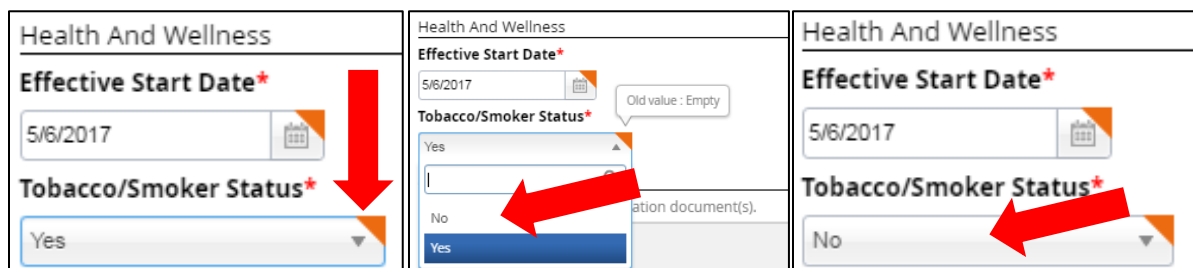 Health And Wellness
Effective Start Date*
5/6/2017
Tobacco/Smoker Status*
Yes
Health And Wellness
Effective Start Date*
5/6/2017
Old value : Empty
Tobacco/Smoker Status*
Yes
No
ation document(s).
Yes
Health And Wellness
Effective Start Date*
5/6/2017
Tobacco/Smoker Status*
No